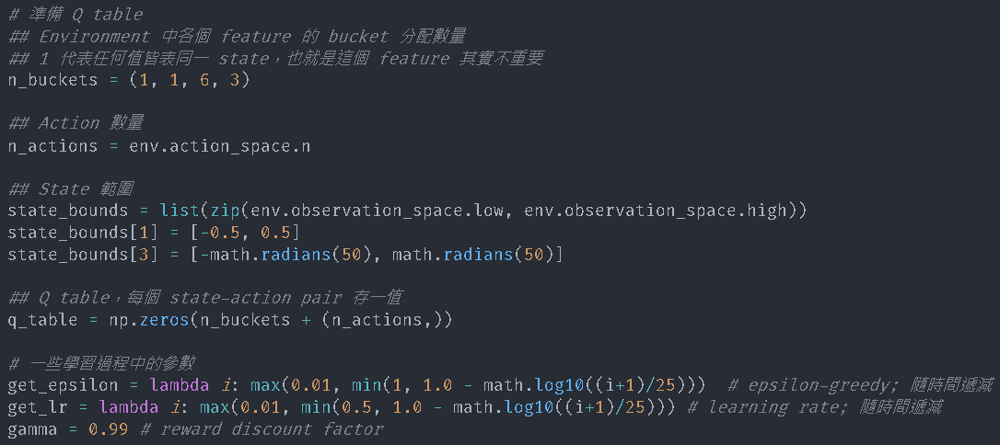 # 準備 Q table
## Environment 中各個 feature 的 bucket 分配數量
## 1 代表任何值皆表同一 state，也就是這個 feature 其實不重要
n_buckets = (1, 1, 6, 3)
## Action 數量
n_actions = env.action_space.n
## State 範圍
state_bounds = list(zip(env.observation_space.low, env.observation_space.high))
state_bounds[1] = [-0.5, 0.5]
state_bounds[3] = [-math.radians(50), math.radians(50)]
## Q table，每個 state-action pair 存一值
q_table = np.zeros(n_buckets + (n_actions,))
# 一些學習過程中的參數
get_epsilon = lambda i: max(0.01, min(1, 1.0 - math.log10((i+1)/25)))  # epsilon-greedy; 隨時間遞減
get_lr = lambda i: max(0.01, min(0.5, 1.0 - math.log10((i+1)/25))) # learning rate; 隨時間遞減
gamma = 0.99 # reward discount factor